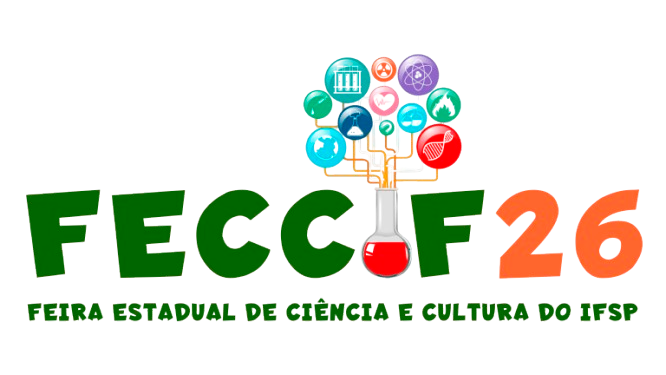 FECCIF26
FEIRA ESTADUAL DE CIÊNCIA E CULTURA DO IFSP